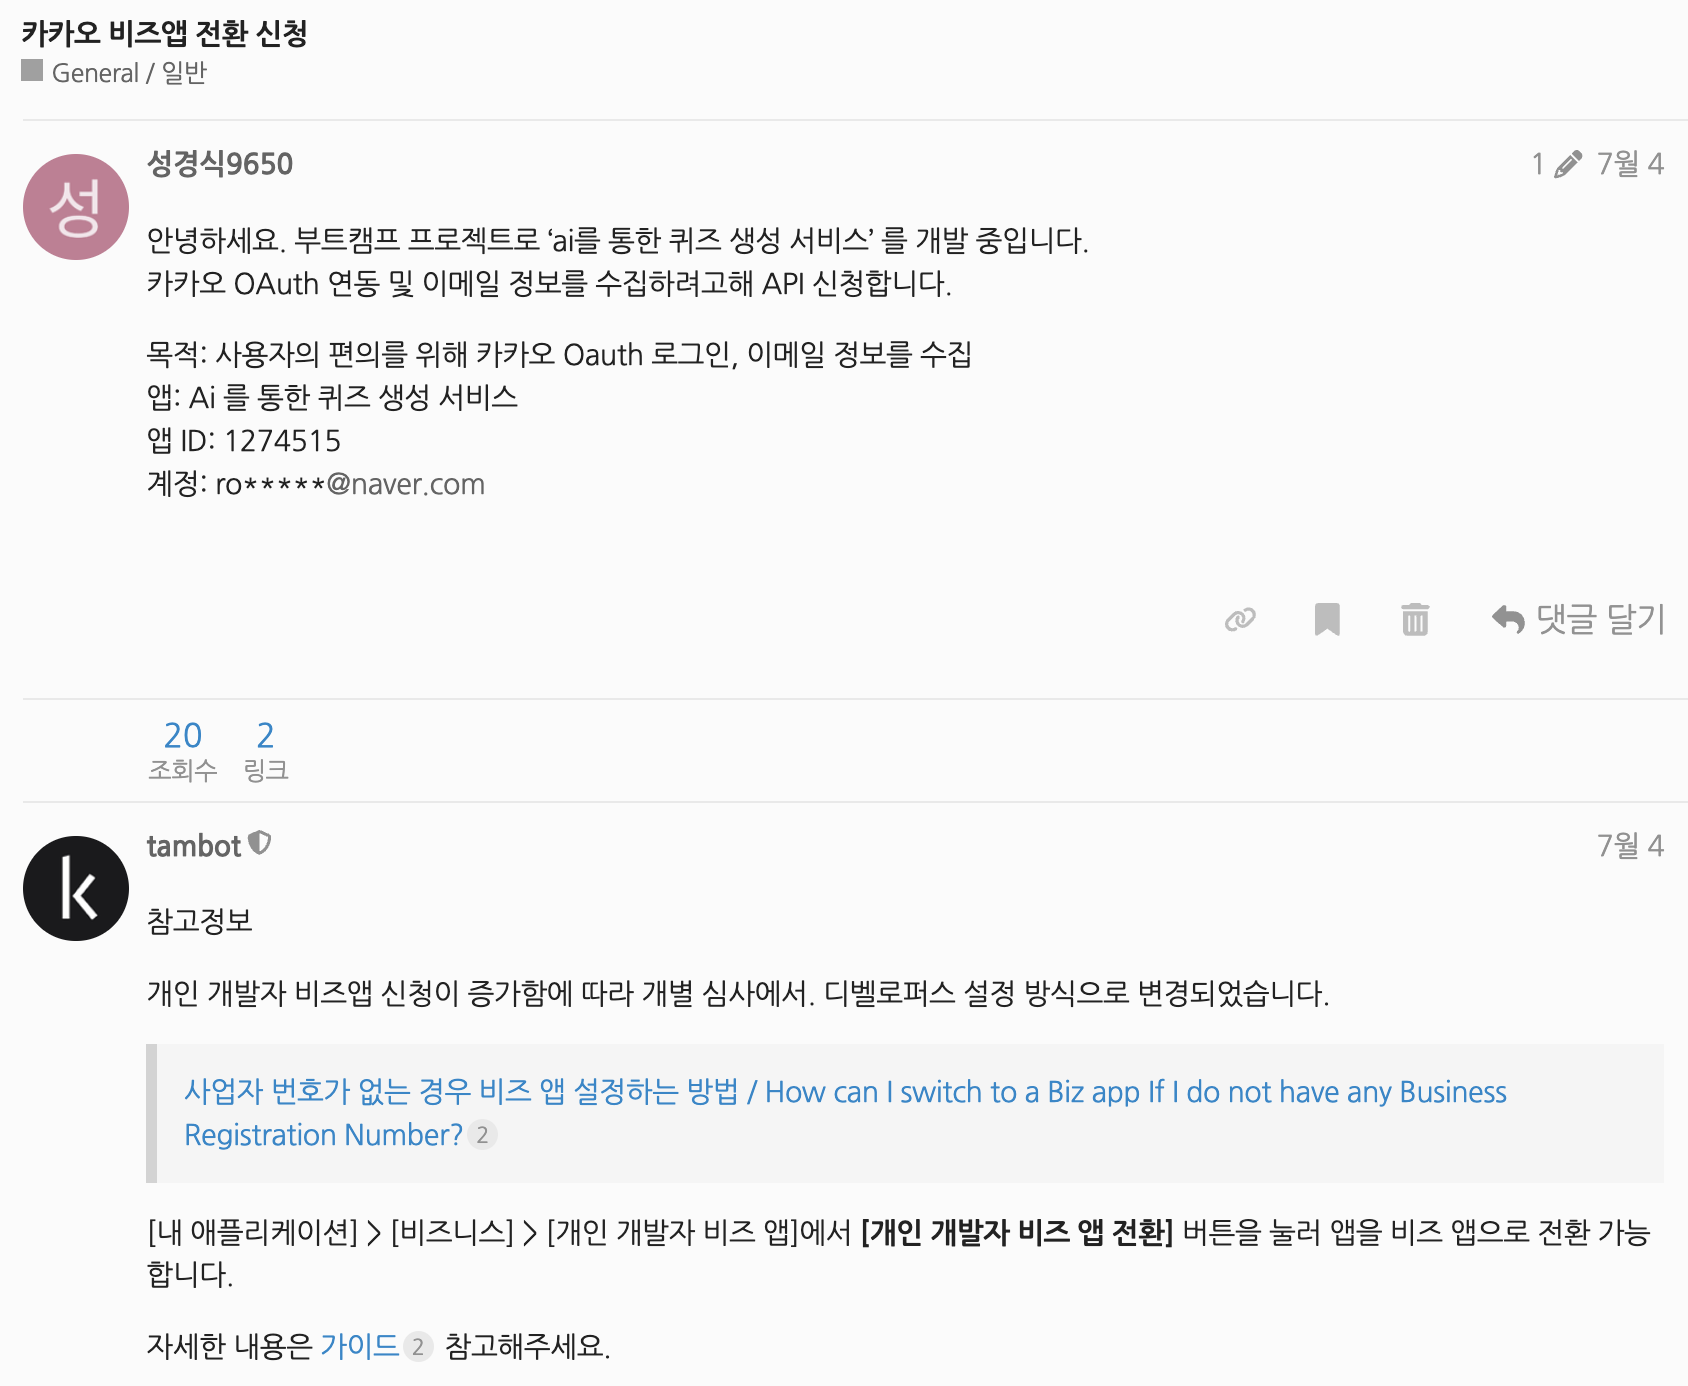 카카오 비즈앱 전환 신청
General / 일반
성
성경식9650
1 7월 4
안녕하세요. 부트캠프 프로젝트로 ‘ai를 통한 퀴즈 생성 서비스’ 를 개발 중입니다.
카카오 OAuth 연동 및 이메일 정보를 수집하려고해 API 신청합니다.
목적: 사용자의 편의를 위해 카카오 Oauth 로그인, 이메일 정보를 수집
앱: Ai 를 통한 퀴즈 생성 서비스
앱 ID: 1274515
계정: ro*****@naver.com
댓글 달기
20 2
조회수 링크
k
tambot
7월 4
참고정보
개인 개발자 비즈앱 신청이 증가함에 따라 개별 심사에서. 디벨로퍼스 설정 방식으로 변경되었습니다.
사업자 번호가 없는 경우 비즈 앱 설정하는 방법 / How can I switch to a Biz app If I do not have any Business
Registration Number? 2
[내 애플리케이션] > [비즈니스] > [개인 개발자 비즈 앱]에서 [개인 개발자 비즈 앱 전환] 버튼을 눌러 앱을 비즈 앱으로 전환 가능
합니다.
자세한 내용은 가이드 2 참고해주세요.